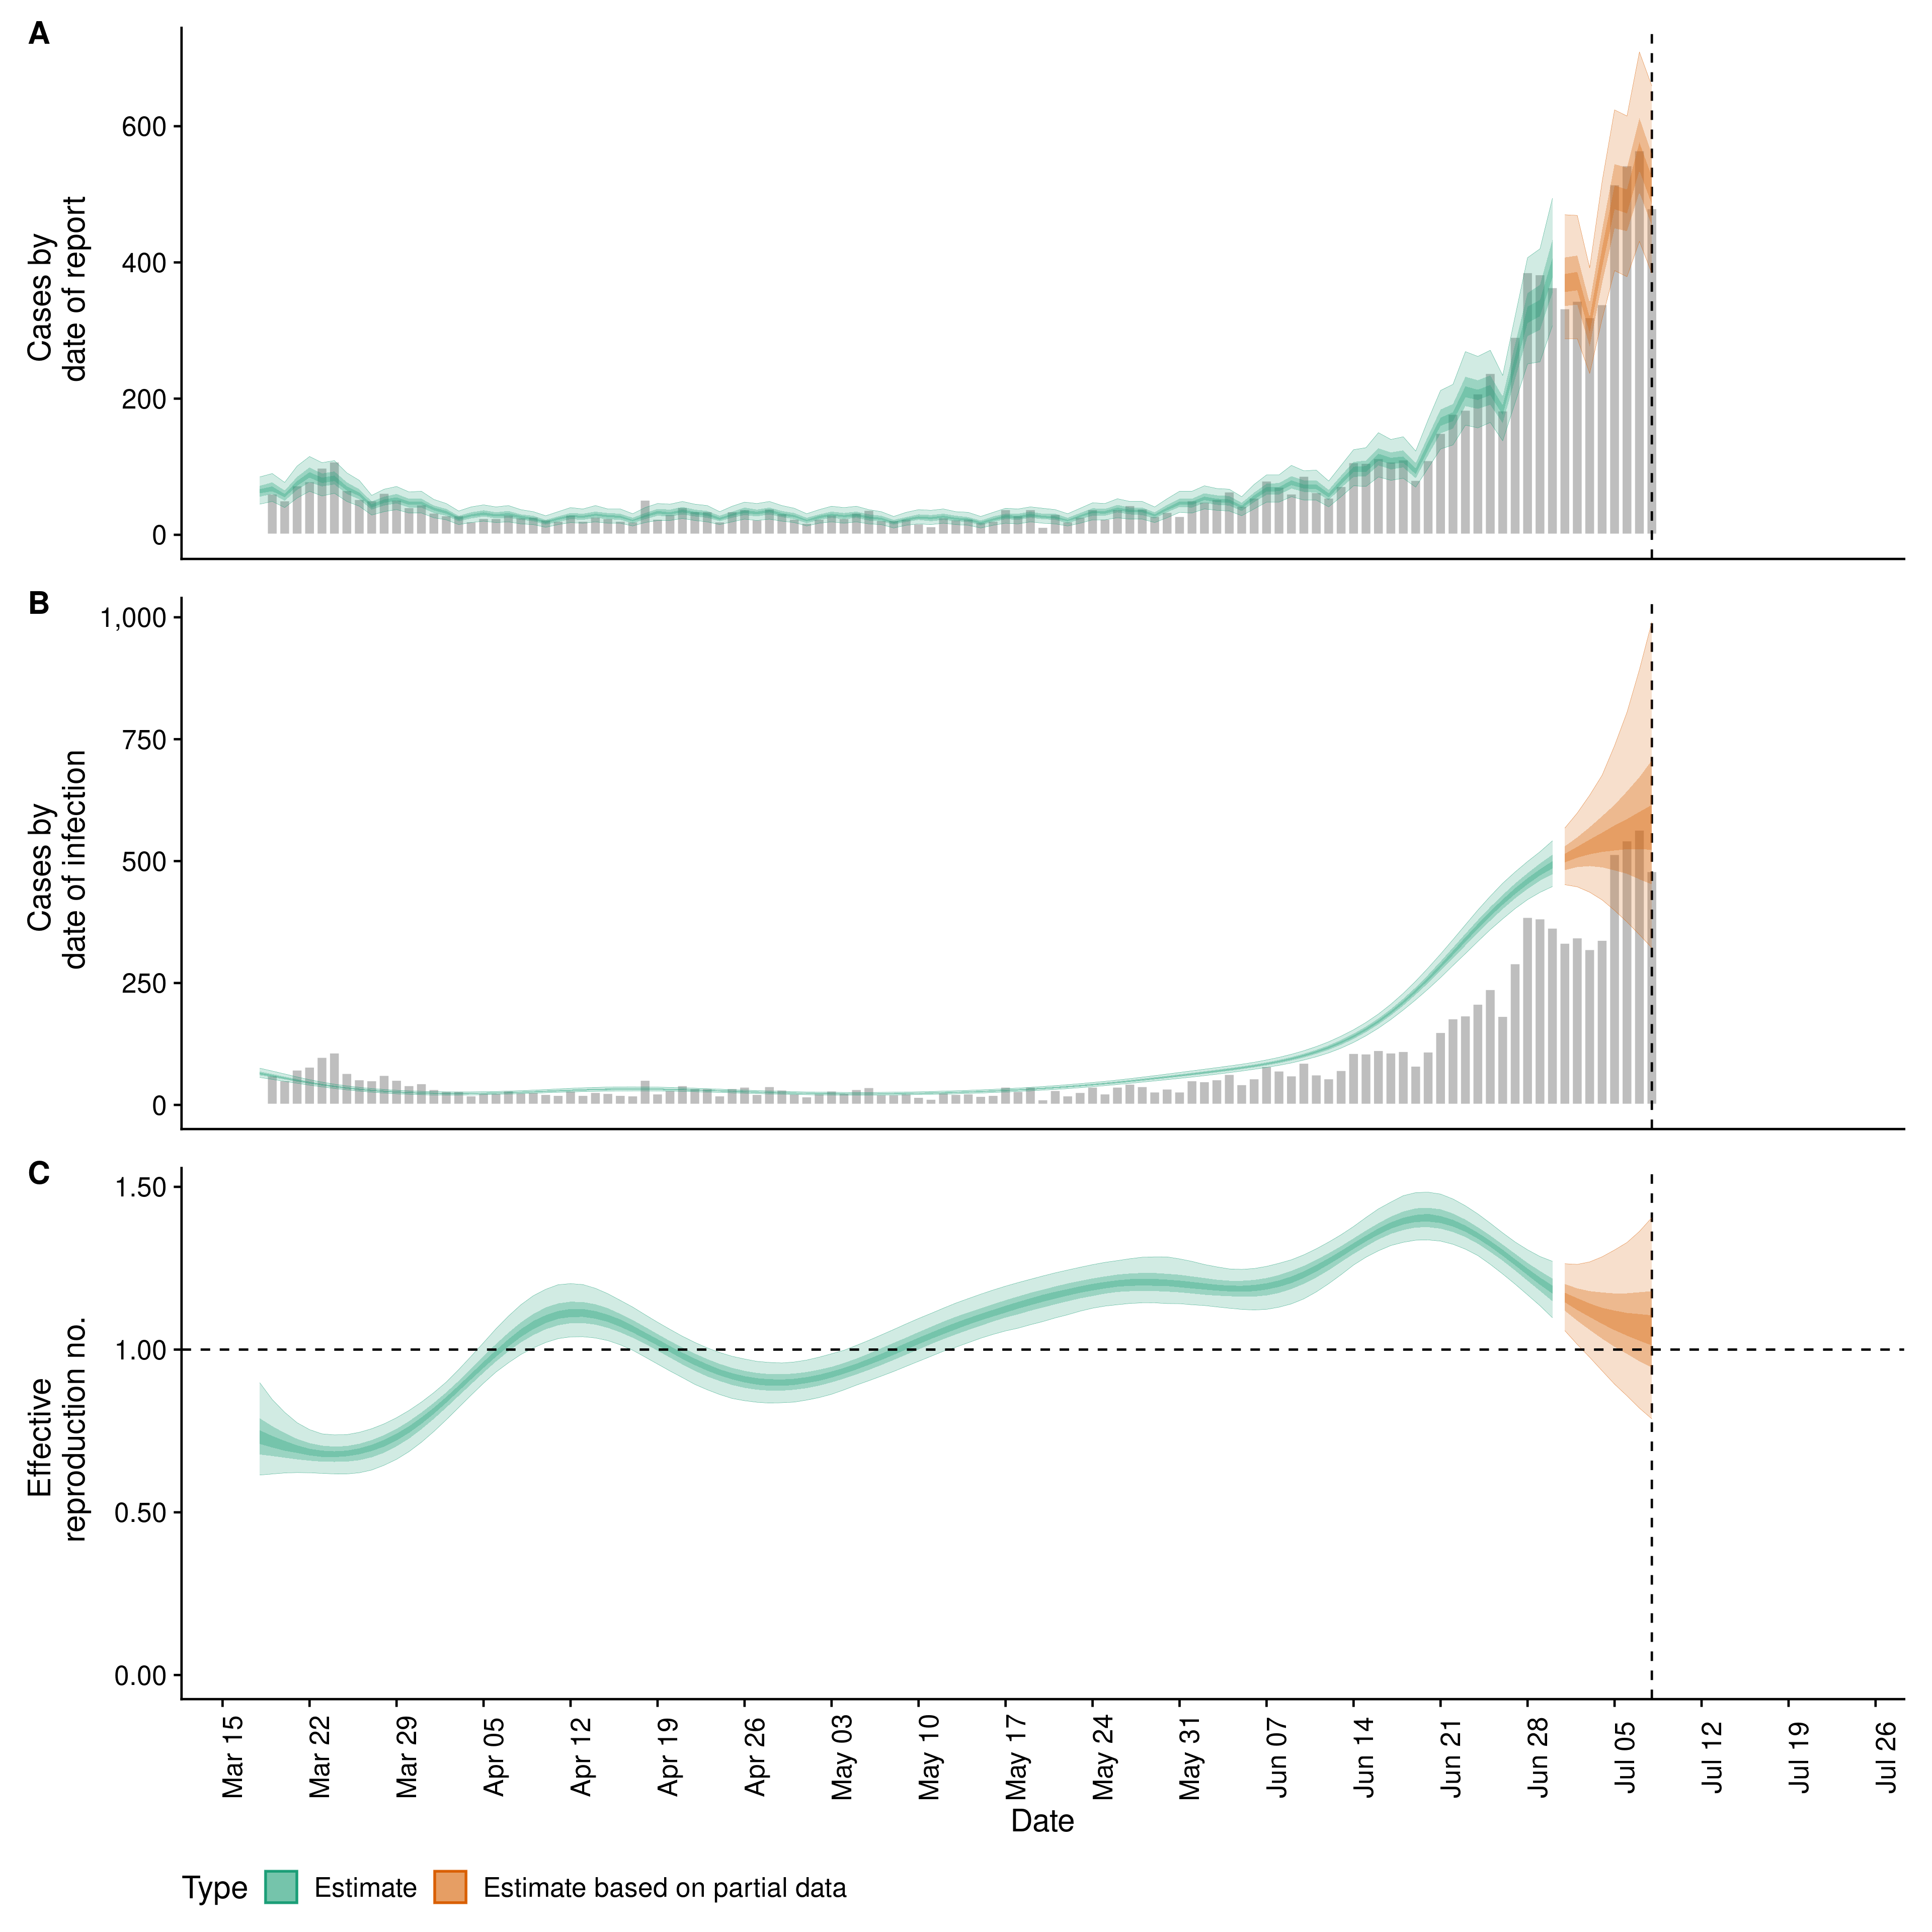 A
Cases by
date of report
600
400
200
0
B
Cases by
date of infection
1,000
750
500
250
0
C
Effective
reproduction no.
1.50
1.00
0.50
0.00
Mar 15
Mar 22
Mar 29
Apr 05
Apr 12
Apr 19
Apr 26
May 03
May 10
May 17
May 24
May 31
Jun 07
Jun 14
Jun 21
Jun 28
Jul 05
Jul 12
Jul 19
Jul 26
Date
Type Estimate Estimate based on partial data